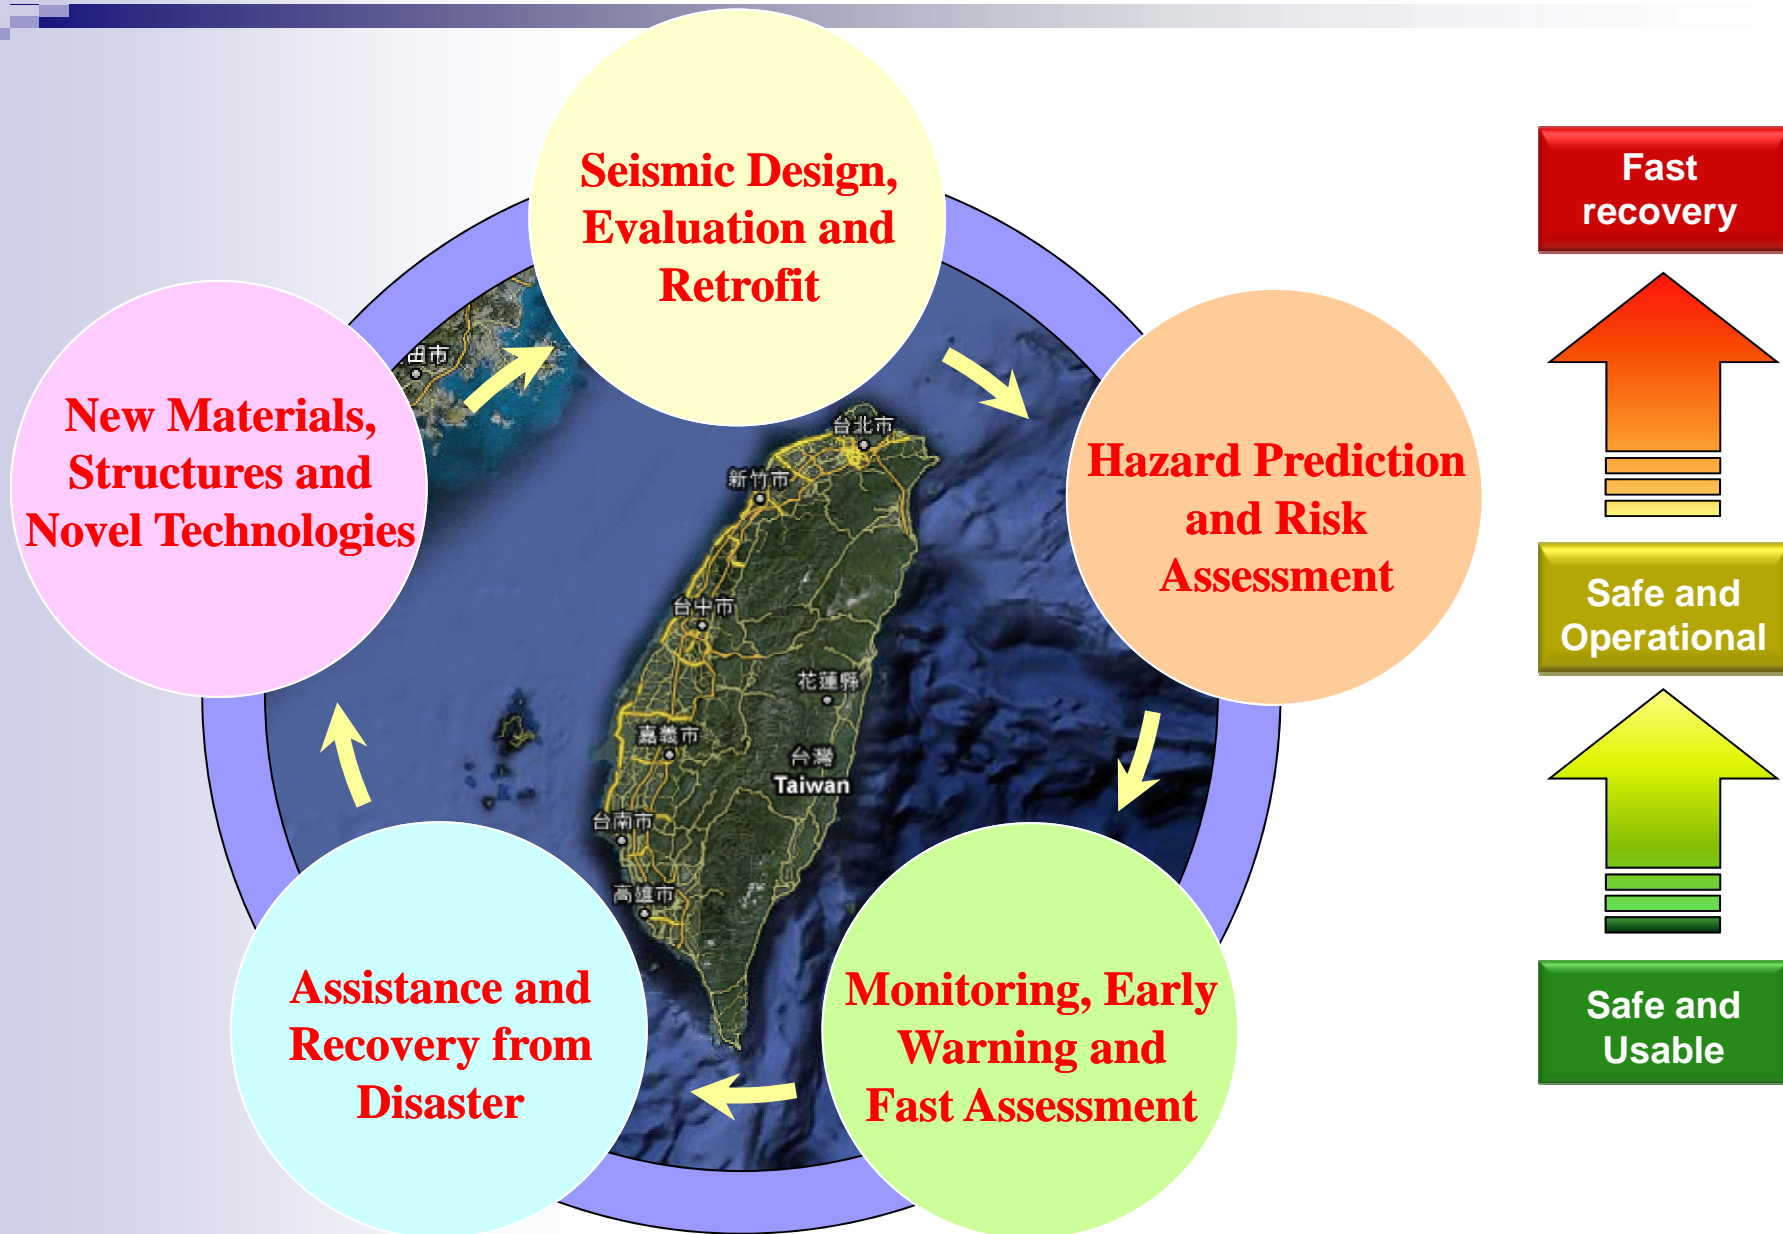 Seismic Design,
Evaluation and
Retrofit
New Materials,
Structures and
Novel Technologies
Hazard Prediction
and Risk
Assessment
Assistance and
Recovery from
Disaster
Monitoring, Early
Warning and
Fast Assessment
田市
台北市
新竹市
台中市
花蓮縣
嘉義市
台灣
Taiwan
台南市
高雄市
Fast
recovery
Safe and
Operational
Safe and
Usable